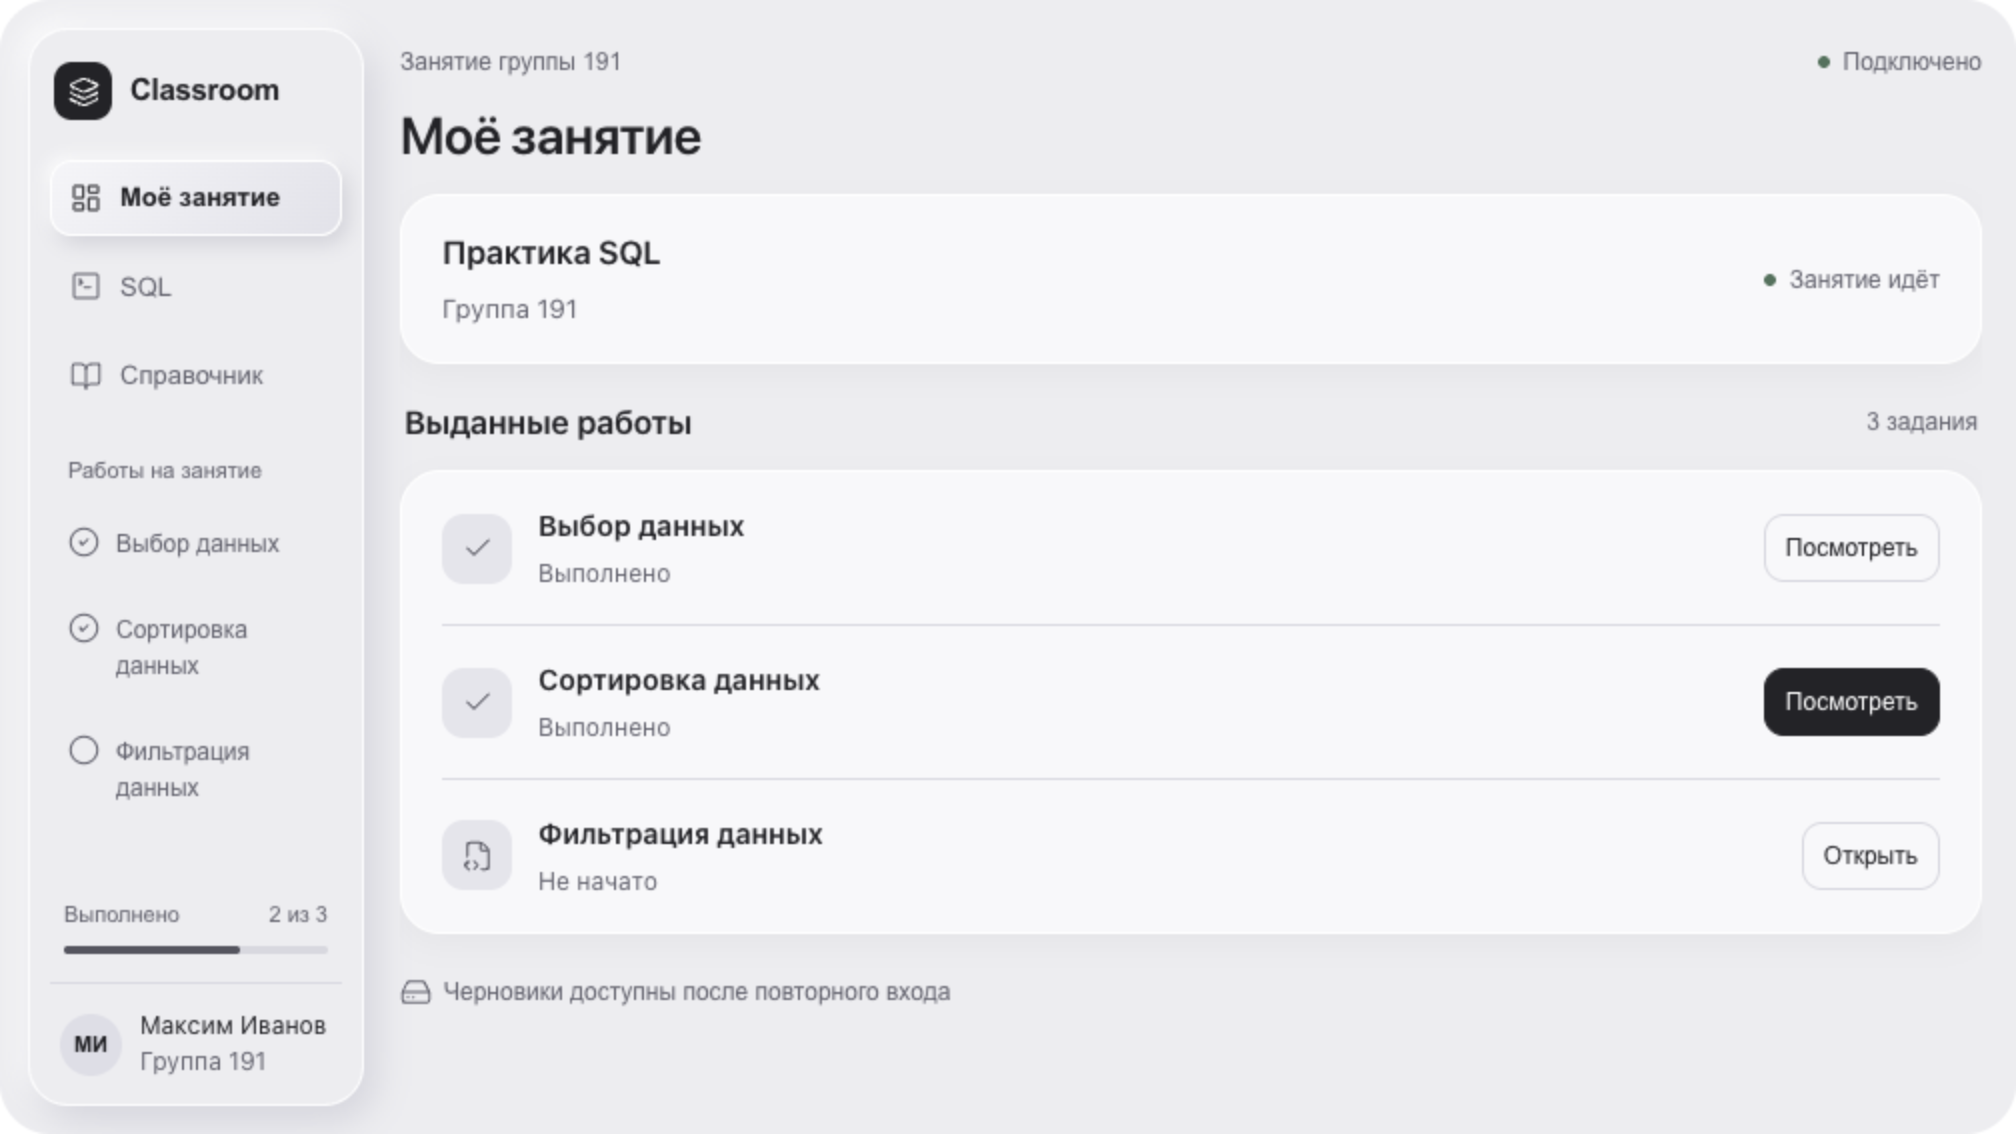 Classroom
Моё занятие
SQL
Справочник
Работы на занятие
Выбор данных
Сортировка
данных
Фильтрация
данных
Выполнено 2 из 3
МИ
Максим Иванов
Группа 191
Занятие группы 191
Подключено
Моё занятие
Практика SQL
Группа 191
Занятие идёт
Выданные работы
3 задания
Выбор данных
Выполнено
Посмотреть
Сортировка данных
Выполнено
Посмотреть
Фильтрация данных
Не начато
Открыть
Черновики доступны после повторного входа